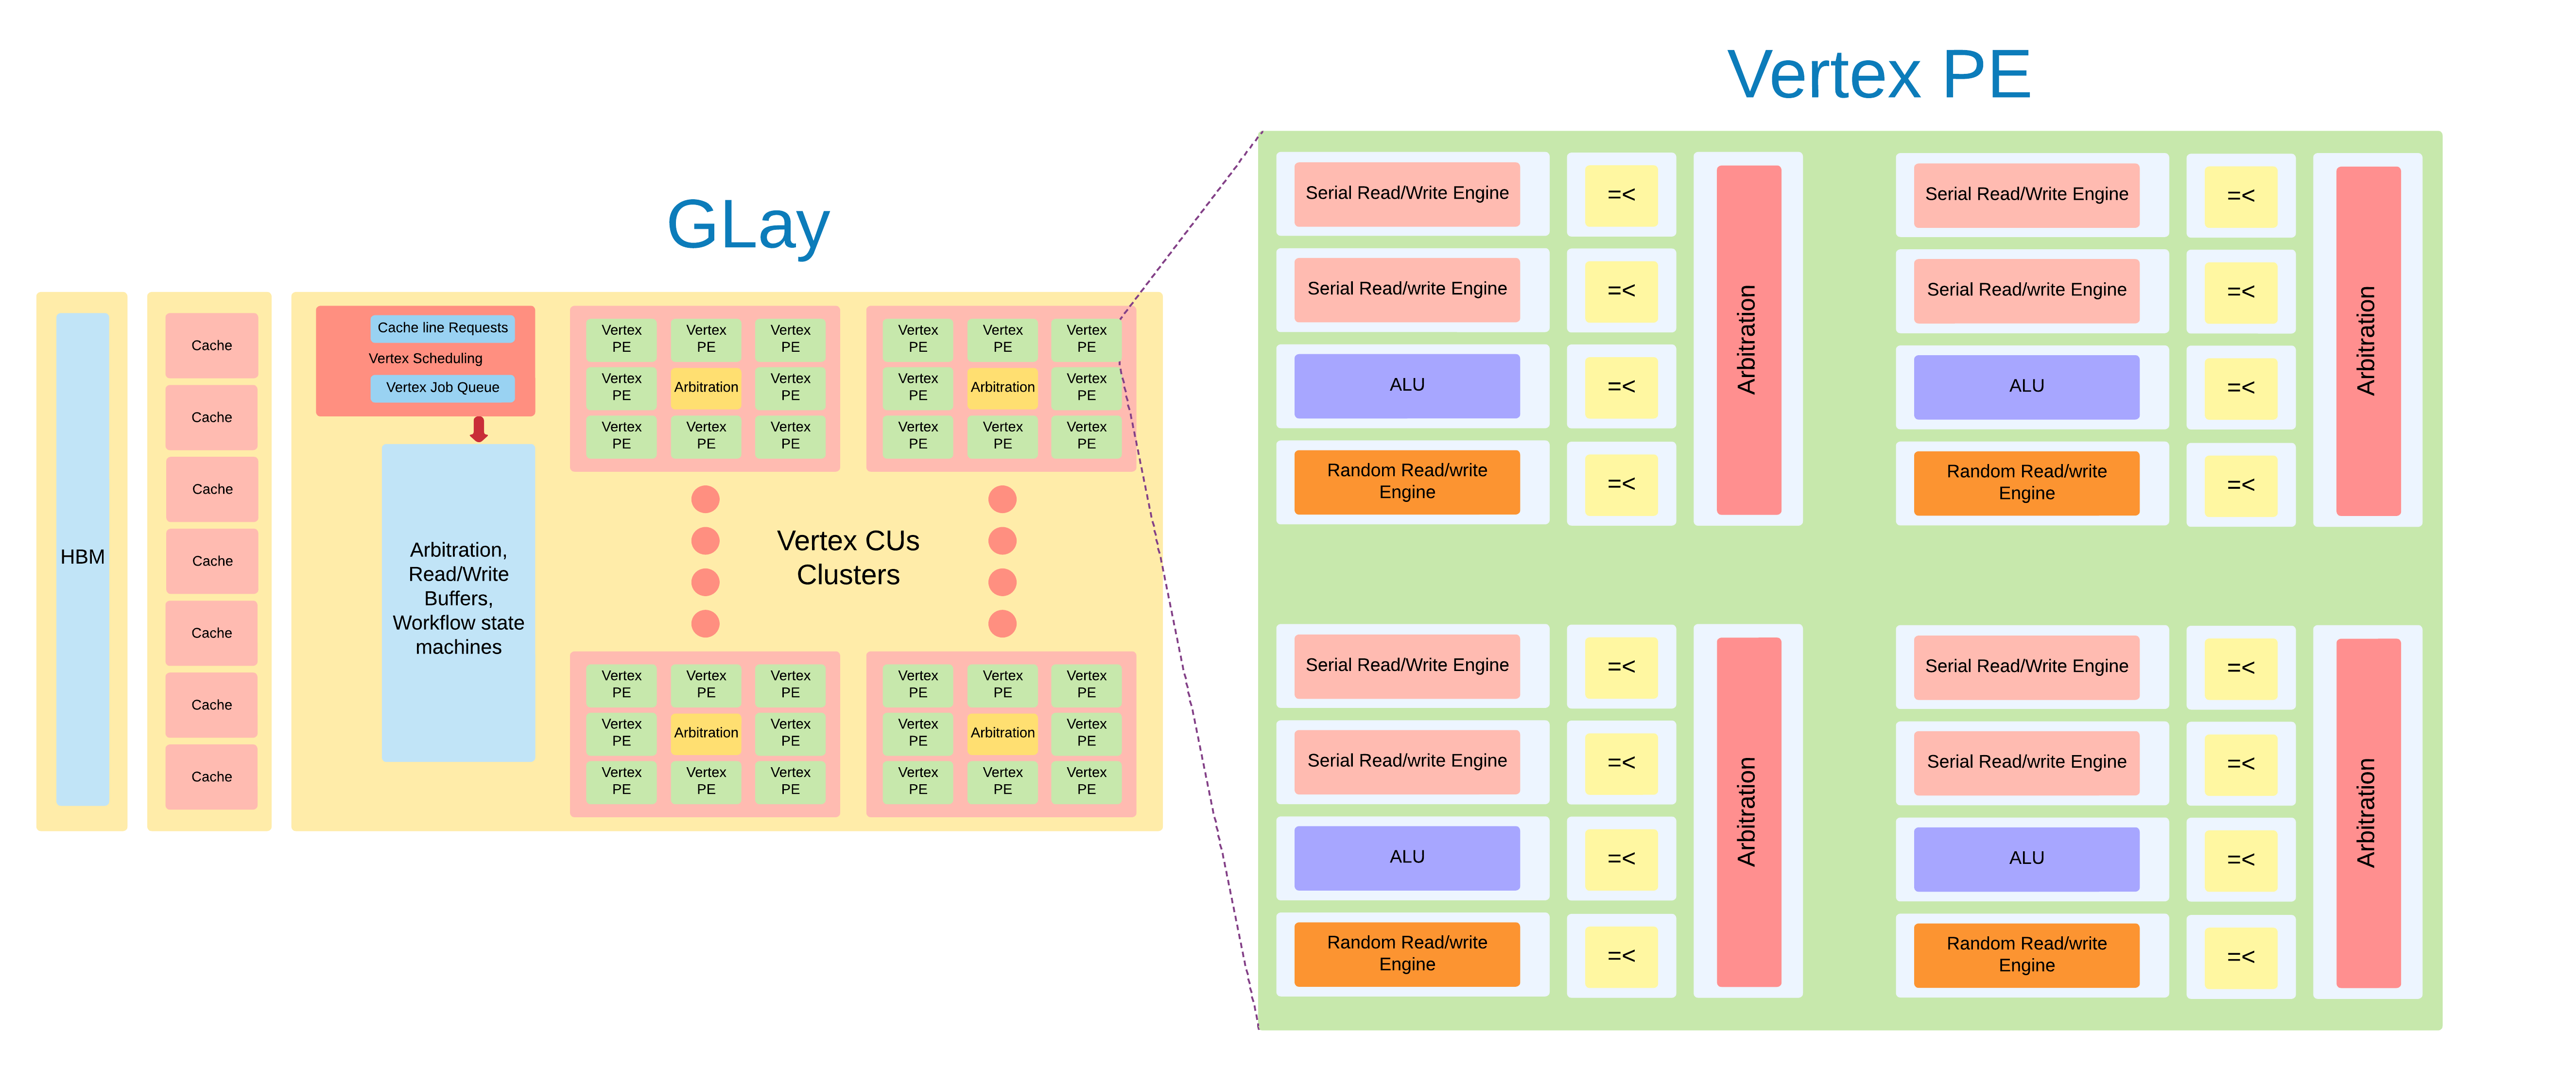 Vertex PE
GLay
HBM
Cache
Cache
Cache
Cache
Cache
Cache
Cache
Cache line Requests
Vertex Scheduling
Vertex Job Queue
Arbitration,
Read/Write
Buffers,
Workflow state
machines
Vertex
PE
Vertex
PE
Vertex
PE
Vertex
PE
Arbitration
Vertex
PE
Vertex
PE
Vertex
PE
Vertex
PE
Vertex
PE
Vertex
PE
Vertex
PE
Vertex
PE
Arbitration
Vertex
PE
Vertex
PE
Vertex
PE
Vertex
PE
Vertex CUs
Clusters
Vertex
PE
Vertex
PE
Vertex
PE
Vertex
PE
Arbitration
Vertex
PE
Vertex
PE
Vertex
PE
Vertex
PE
Vertex
PE
Vertex
PE
Vertex
PE
Vertex
PE
Arbitration
Vertex
PE
Vertex
PE
Vertex
PE
Vertex
PE
Serial Read/Write Engine
=<
Serial Read/write Engine
=<
ALU
=<
Random Read/write
Engine
=<
Arbitration
Serial Read/Write Engine
=<
Serial Read/write Engine
=<
ALU
=<
Random Read/write
Engine
=<
Arbitration
Serial Read/Write Engine
=<
Serial Read/write Engine
=<
ALU
=<
Random Read/write
Engine
=<
Arbitration
Serial Read/Write Engine
=<
Serial Read/write Engine
=<
ALU
=<
Random Read/write
Engine
=<
Arbitration